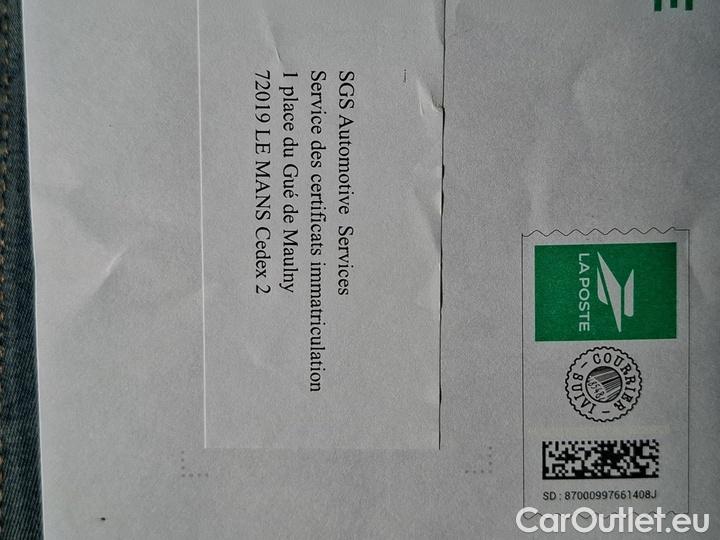 SGS Automotive Services
Service des certificats immatriculation
1 place du Gué de Maulny
72019 LE MANS Cedex 2
LA POSTE
COURRIER
SUIVI
SD : 87000997661408J
CarOutlet.eu